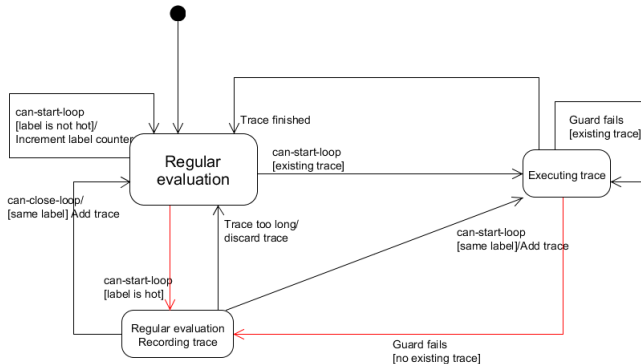 can-start-loop
[label is not hot]/
Increment label counter
Trace finished
Guard fails
[existing trace]
Regular
evaluation
can-start-loop
[existing trace]
Executing trace
can-close-loop/
[same label] Add trace
Trace too long/
discard trace
can-start-loop
[same label]/Add trace
can-start-loop
[label is hot]
Regular evaluation
Recording trace
Guard fails
[no existing trace]